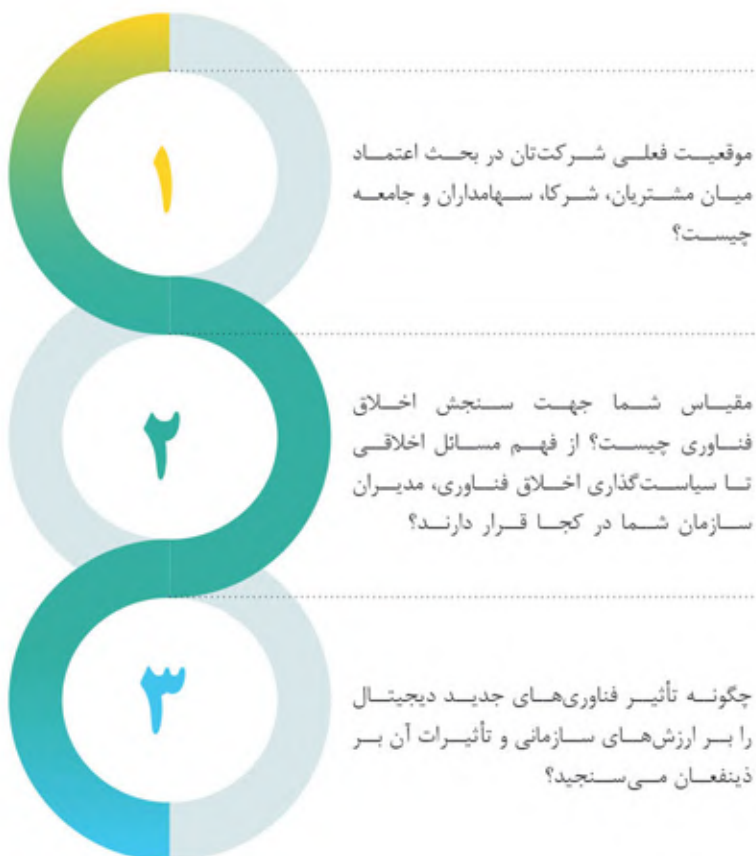 ۱
موقعیت فعلی شرکت‌تان در بحث اعتماد
میان مشتریان، شرکا، سهامداران و جامعه
چیست؟
۲
مقیاس شما جهت سنجش اخلاق
فناوری چیست؟ از فهم مسائل اخلاقی
تا سیاست‌گذاری اخلاق فناوری، مدیران
سازمان شما در کجا قرار دارند؟
۳
چگونه تأثیر فناوری‌های جدید دیجیتال
را بر ارزش‌های سازمانی و تأثیرات آن بر
ذینفعان می‌سنجید؟